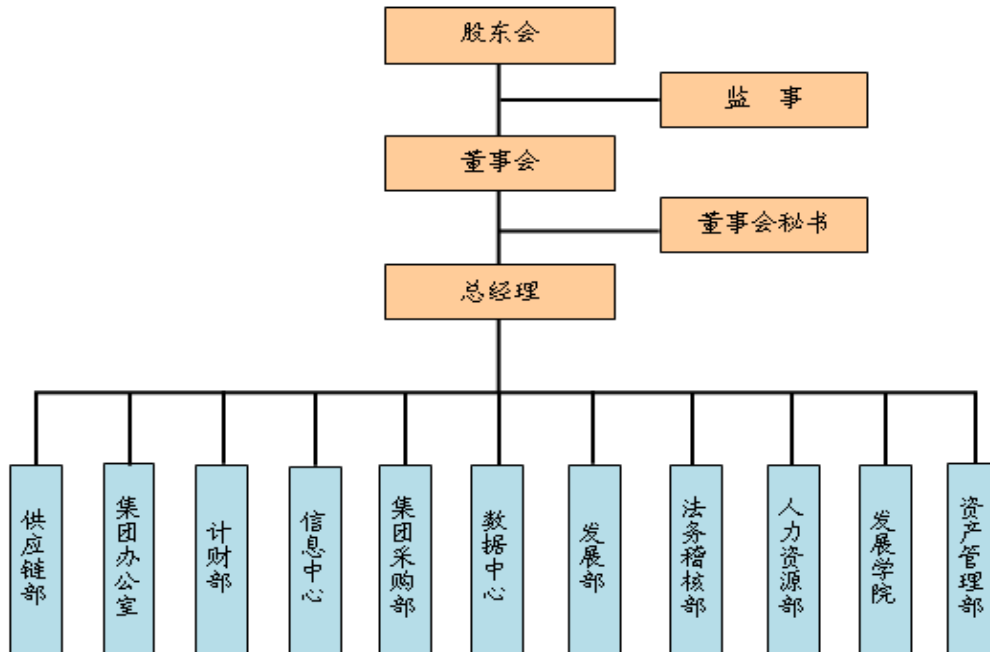 股东会
监 事
董事会
董事会秘书
总经理
供应链部
集团办公室
计财部
信息中心
集团采购部
数据中心
发展部
法务稽核部
人力资源部
发展学院
资产管理部